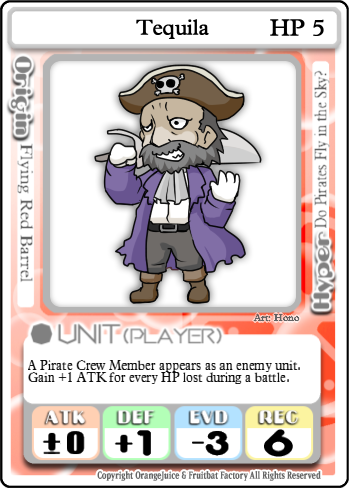 Tequila HP 5
Origin Flying Red Barrel
Hyper Do Pirates Fly in the Sky?
Art: Hono
UNIT(PLAYER)
A Pirate Crew Member appears as an enemy unit.
Gain +1 ATK for every HP lost during a battle.
ATK DEF EVD REC
±0 +1 -3 6
Copyright Orangejuice & Fruitbat Factory All Rights Reserved